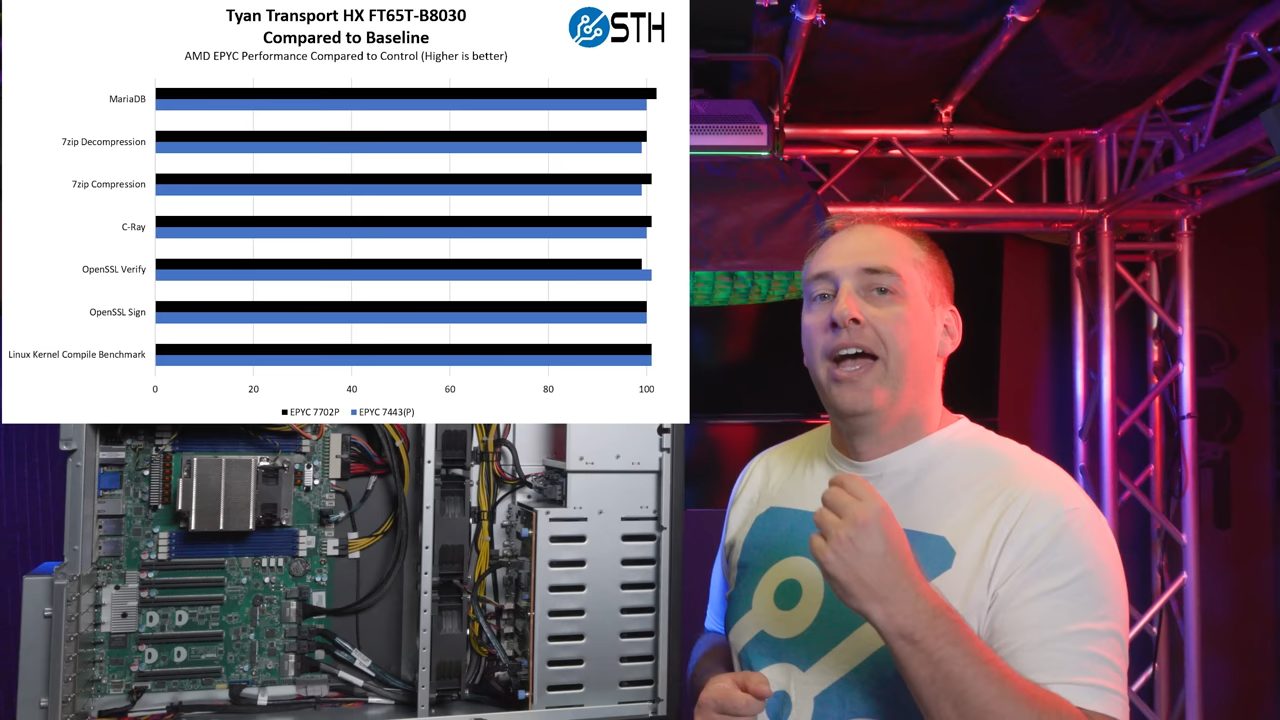 Tyan Transport HX FT65T-B8030
Compared to Baseline
AMD EPYC Performance Compared to Control (Higher is better)
STH
MariaDB
7zip Decompression
7zip Compression
C-Ray
OpenSSL Verify
OpenSSL Sign
Linux Kernel Compile Benchmark
0 20 40 60 80 100
EPYC 7702P EPYC 7443(P)